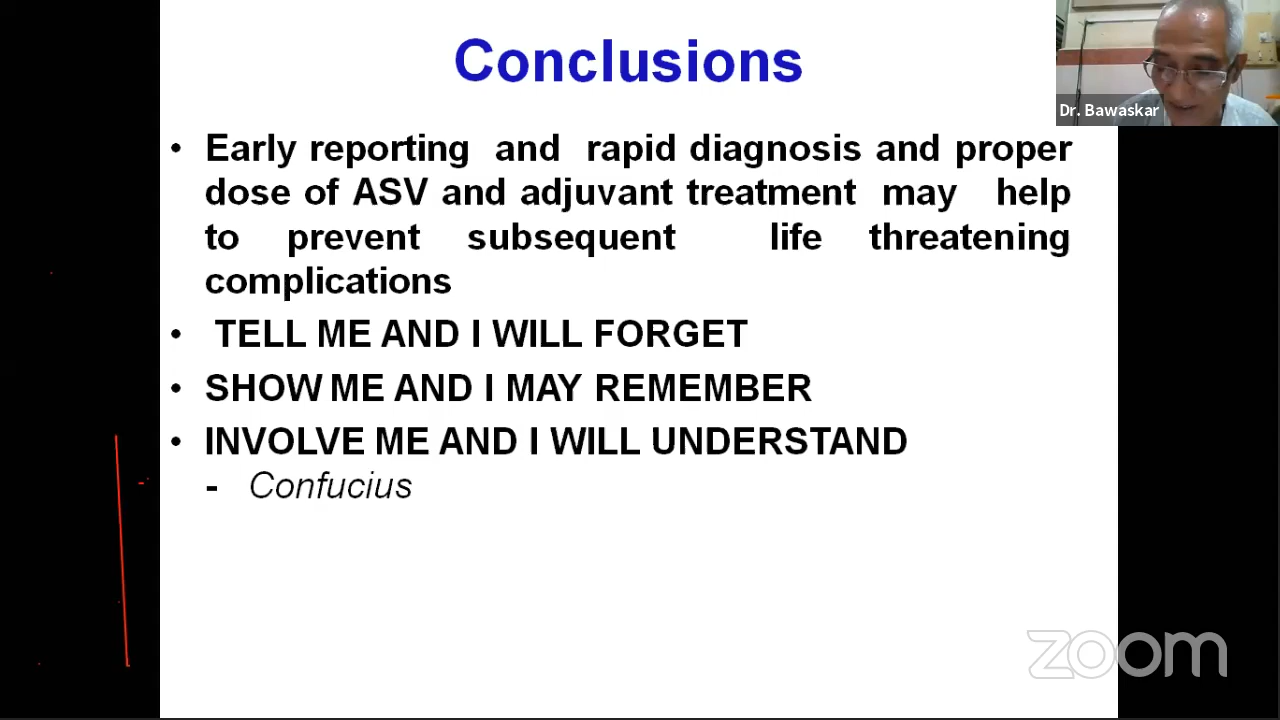 Conclusions
Dr. Bawaskar
• Early reporting and rapid diagnosis and proper
dose of ASV and adjuvant treatment may help
to prevent subsequent life threatening
complications
• TELL ME AND I WILL FORGET
• SHOW ME AND I MAY REMEMBER
• INVOLVE ME AND I WILL UNDERSTAND
- Confucius
zoom